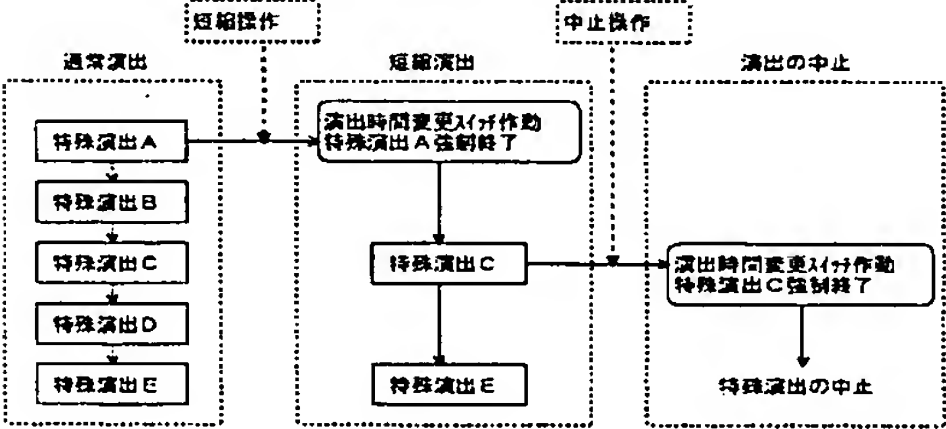 短縮操作
中止操作
通常演出
短縮演出
演出の中止
特殊演出A
特殊演出B
特殊演出C
特殊演出D
特殊演出E
演出時間変更スイッチ作動
特殊演出A強制終了
特殊演出C
特殊演出E
演出時間変更スイッチ作動
特殊演出C強制終了
特殊演出の中止